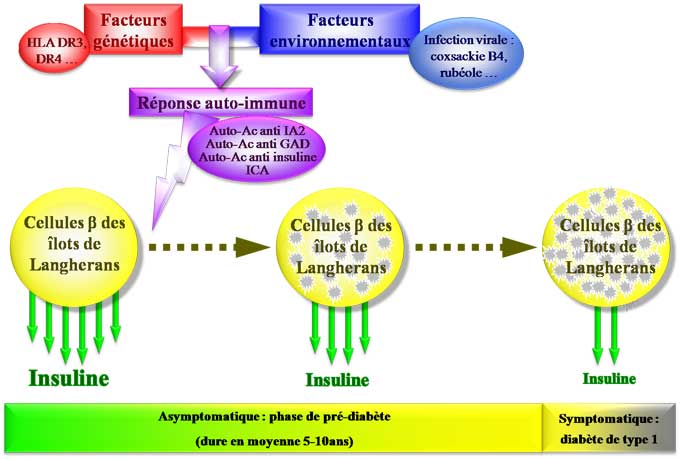 Facteurs
génétiques
HLA DR3,
DR4 ...
Facteurs
environnementaux
Infection virale :
coxsackie B4,
rubéole ...
Réponse auto-immune
Auto-Ac anti IA2
Auto-Ac anti GAD
Auto-Ac anti insuline
ICA
Cellules β des
îlots de
Langherans
Cellules β des
îlots de
Langherans
Cellules β des
îlots de
Langherans
Insuline
Insuline
Insuline
Asymptomatique : phase de pré-diabète
(dure en moyenne 5-10ans)
Symptomatique :
diabète de type 1